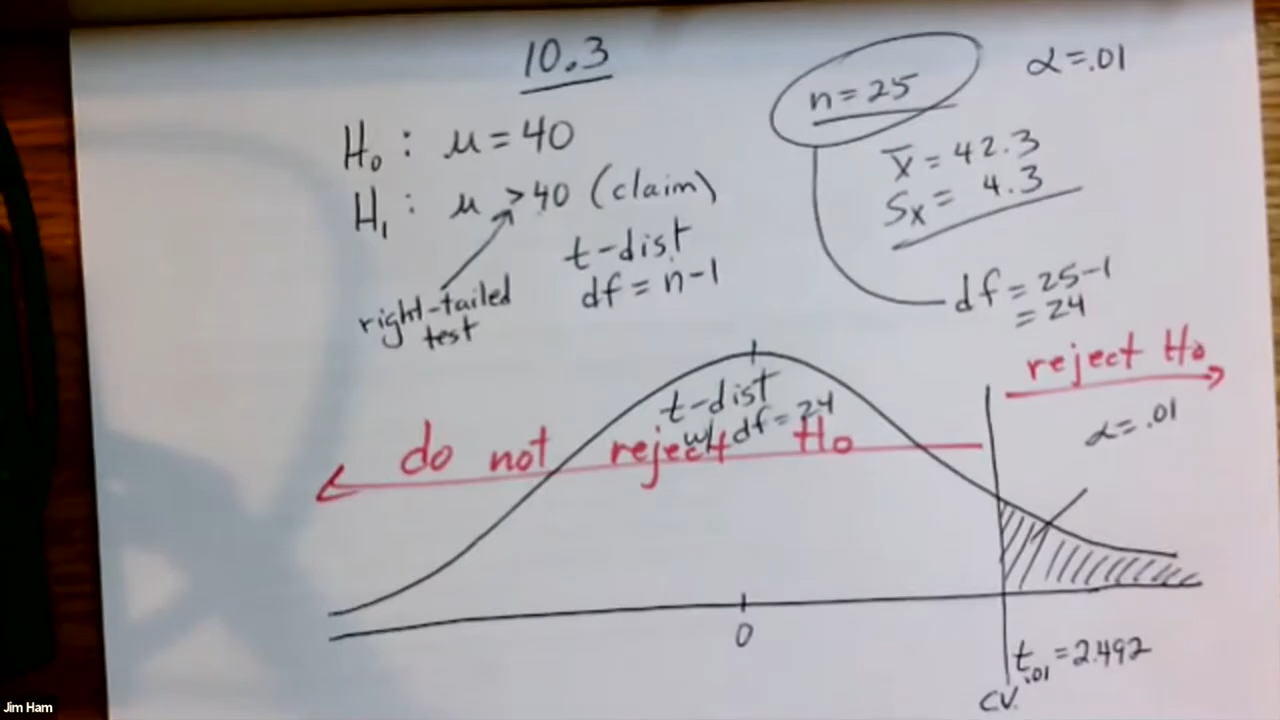 10.3
n = 25
α = .01
H₀ : μ = 40
x̄ = 42.3
H₁ : μ > 40 (claim)
Sx = 4.3
t-dist
df = n-1
right-tailed
test
df = 25-1
= 24
reject H₀
t-dist
w/ df = 24
α = .01
do not reject H₀
0
t.01 = 2.492
C.V.
Jim Ham